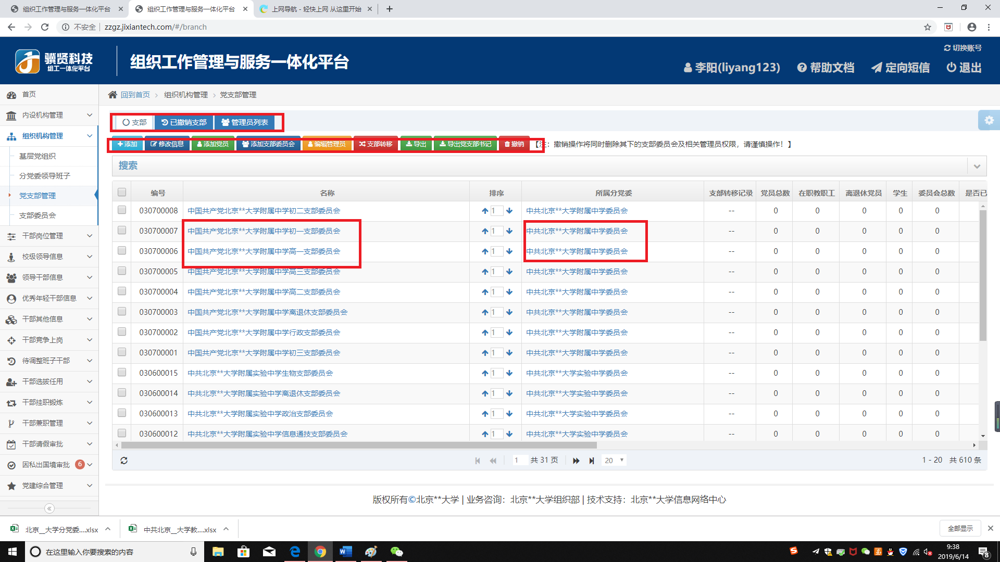 组织工作管理与服务一体化平台
组织工作管理与服务一体化平台
上网导航 - 轻快上网 从这里开始
不安全 zzgz.jixiantech.com/#/branch
骥贤科技
组工一体化平台
组织工作管理与服务一体化平台
切换账号
李阳(liyang123) 帮助文档 定向短信 退出
首页
内设机构管理
组织机构管理
基层党组织
分党委领导班子
党支部管理
支部委员会
干部岗位管理
校级领导信息
领导干部信息
优秀年轻干部信息
干部其他信息
干部竞争上岗
待调整班子干部
干部选拔任用
干部挂职锻炼
干部兼职管理
干部请假审批
因私出国境审批 6
党建综合管理
回到首页 组织机构管理 党支部管理
支部 已撤销支部 管理员列表
添加 修改信息 添加党员 添加支部委员会 编辑管理员 支部转移 导出 导出党支部书记 撤销 【注：撤销操作将同时删除其下的支部委员会及相关管理员权限，请谨慎操作！】
搜索
编号 名称 排序 所属分党委 支部转移记录 党员总数 在职教职工 离退休党员 学生 委员会总数 是否已
030700008 中国共产党北京**大学附属中学初二支部委员会 1 中共北京**大学附属中学委员会 -- 0 0 0 0 0
030700007 中国共产党北京**大学附属中学初一支部委员会 1 中共北京**大学附属中学委员会 -- 0 0 0 0 0
030700006 中国共产党北京**大学附属中学高一支部委员会 1 中共北京**大学附属中学委员会 -- 0 0 0 0 0
030700005 中国共产党北京**大学附属中学高三支部委员会 1 中共北京**大学附属中学委员会 -- 0 0 0 0 0
030700004 中国共产党北京**大学附属中学高二支部委员会 1 中共北京**大学附属中学委员会 -- 0 0 0 0 0
030700003 中国共产党北京**大学附属中学离退休支部委员会 1 中共北京**大学附属中学委员会 -- 0 0 0 0 0
030700002 中国共产党北京**大学附属中学行政支部委员会 1 中共北京**大学附属中学委员会 -- 0 0 0 0 0
030700001 中国共产党北京**大学附属中学初三支部委员会 1 中共北京**大学附属中学委员会 -- 0 0 0 0 0
030600015 中共北京**大学附属实验中学生物支部委员会 1 中共北京**大学实验中学委员会 -- 0 0 0 0 0
030600014 中共北京**大学附属实验中学离退休支部委员会 1 中共北京**大学实验中学委员会 -- 0 0 0 0 0
030600013 中共北京**大学附属实验中学政治支部委员会 1 中共北京**大学实验中学委员会 -- 0 0 0 0 0
030600012 中共北京**大学附属实验中学信息通技支部委员会 1 中共北京**大学实验中学委员会 -- 0 0 0 0 0
1 共 31 页 20 1 - 20 共 610 条
版权所有©北京**大学 | 业务咨询：北京**大学组织部 | 技术支持：北京**大学信息网络中心
北京__大学分党委....xlsx 中共北京__大学教....xlsx 全部显示
在这里输入你要搜索的内容
9:38
2019/6/14
8